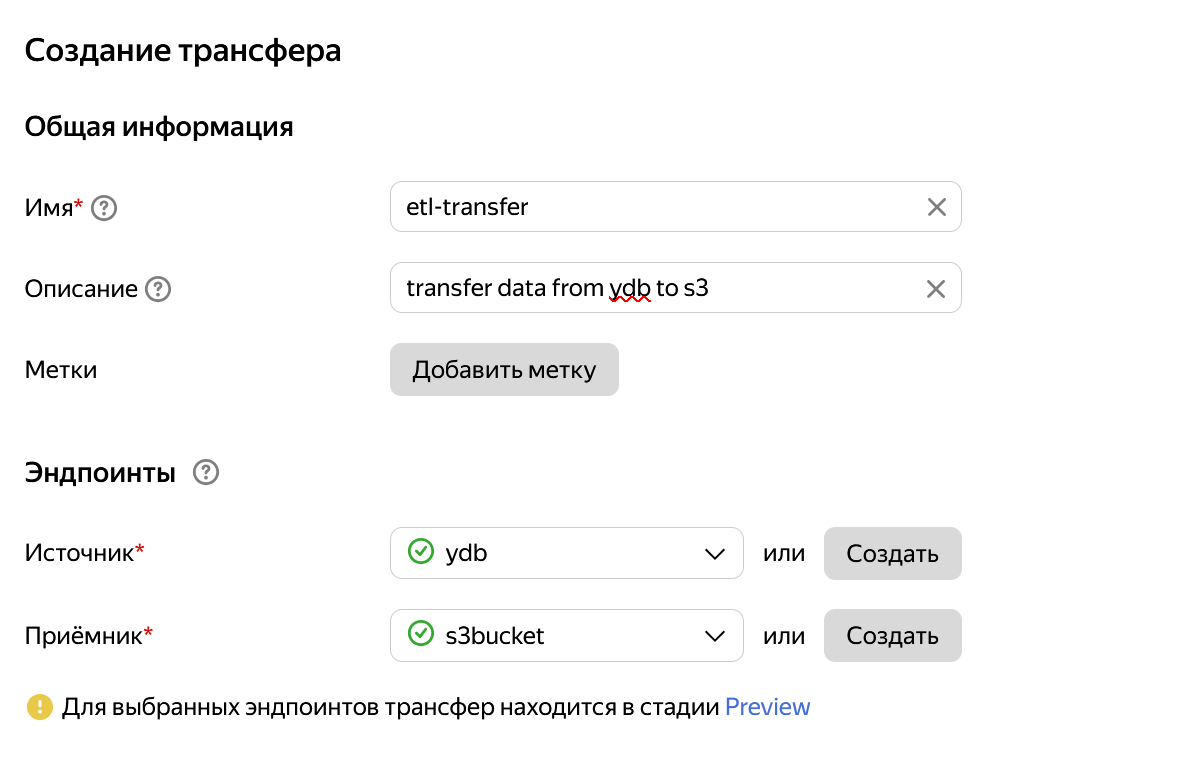 Создание трансфера
Общая информация
Имя* ?
etl-transfer
Описание ?
transfer data from ydb to s3
Метки
Добавить метку
Эндпоинты ?
Источник*
ydb
или
Создать
Приёмник*
s3bucket
или
Создать
Для выбранных эндпоинтов трансфер находится в стадии Preview